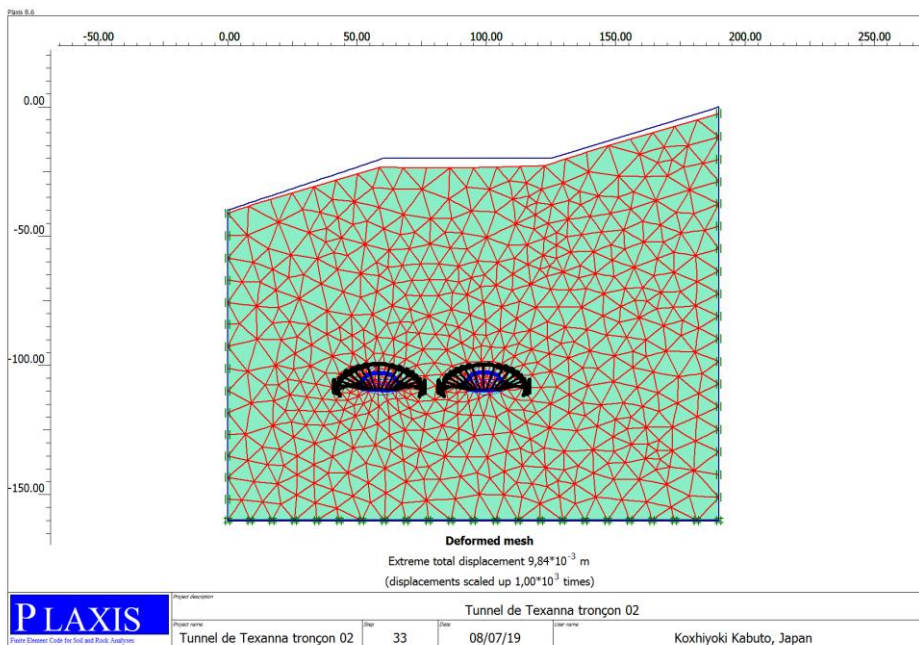 Plaxis 8.6
-50.00 0.00 50.00 100.00 150.00 200.00 250.00
0.00
-50.00
-100.00
-150.00
Deformed mesh
Extreme total displacement 9,84*10⁻³ m
(displacements scaled up 1,00*10³ times)
PLAXIS
Finite Element Code for Soil and Rock Analyses
Project description
Tunnel de Texanna tronçon 02
Project name Step Date User name
Tunnel de Texanna tronçon 02 33 08/07/19 Koxhiyoki Kabuto, Japan